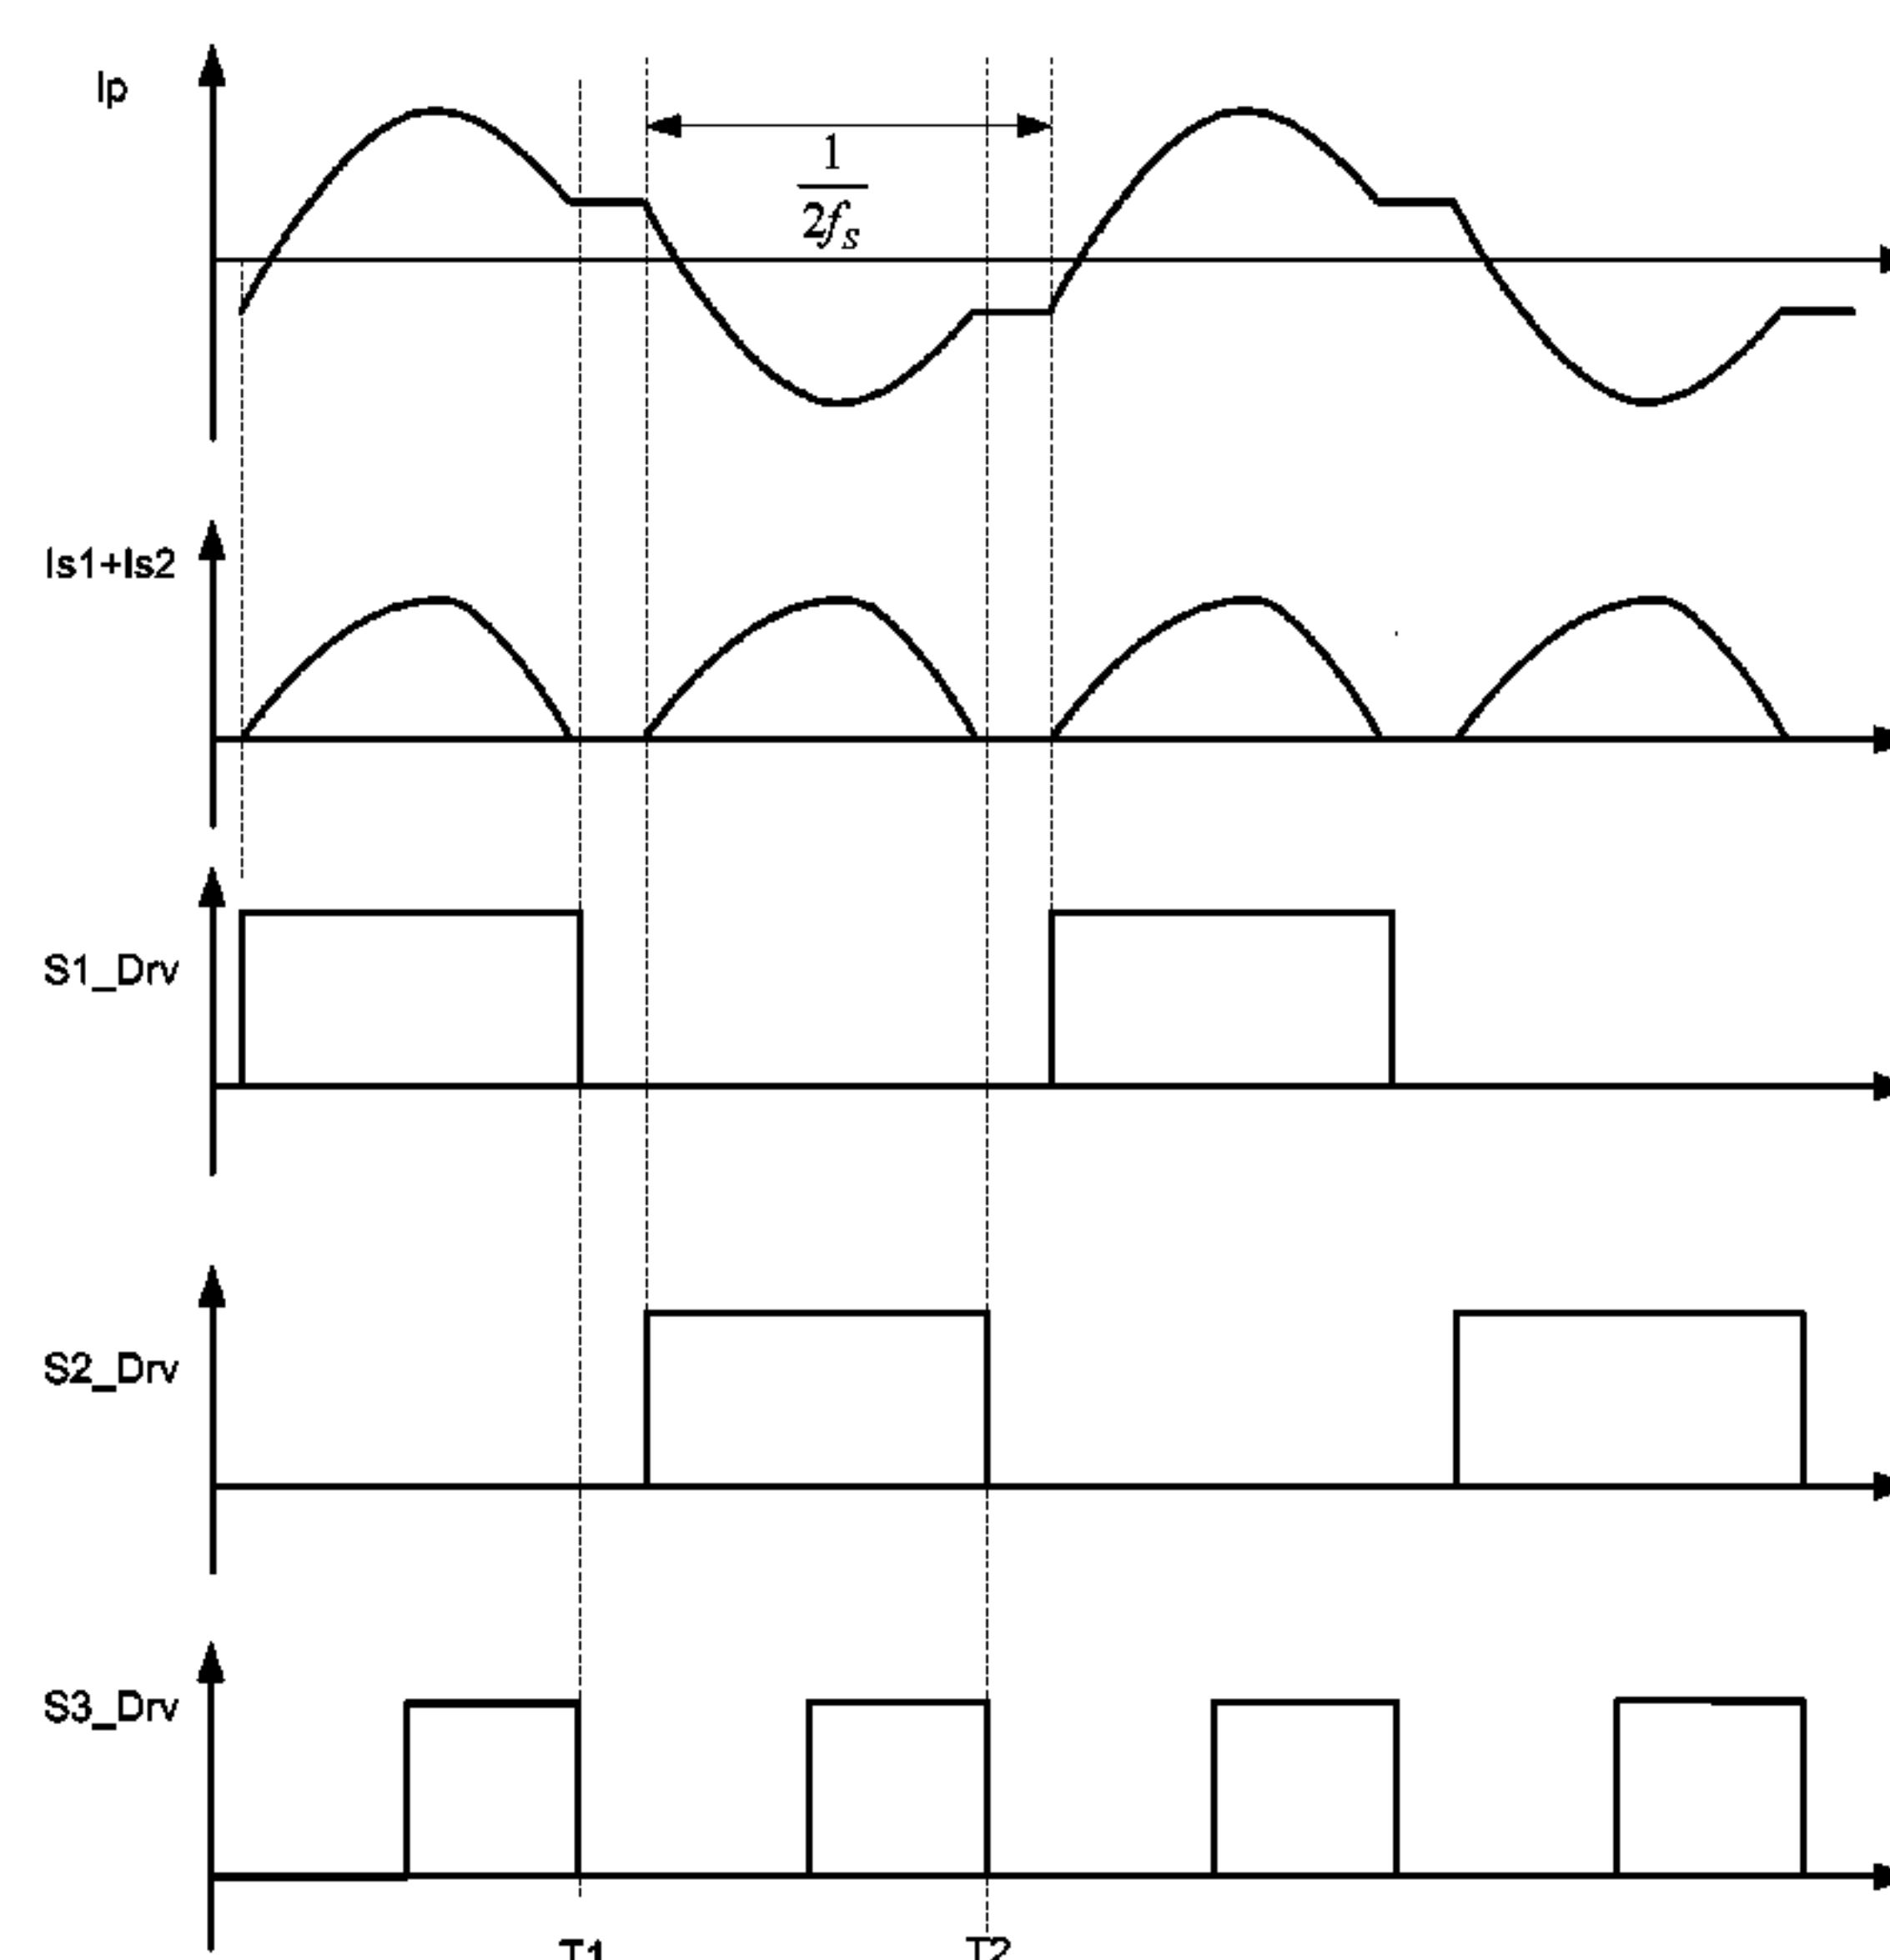 Ip
1
2fs
Is1+Is2
S1_Drv
S2_Drv
S3_Drv
T1
T2